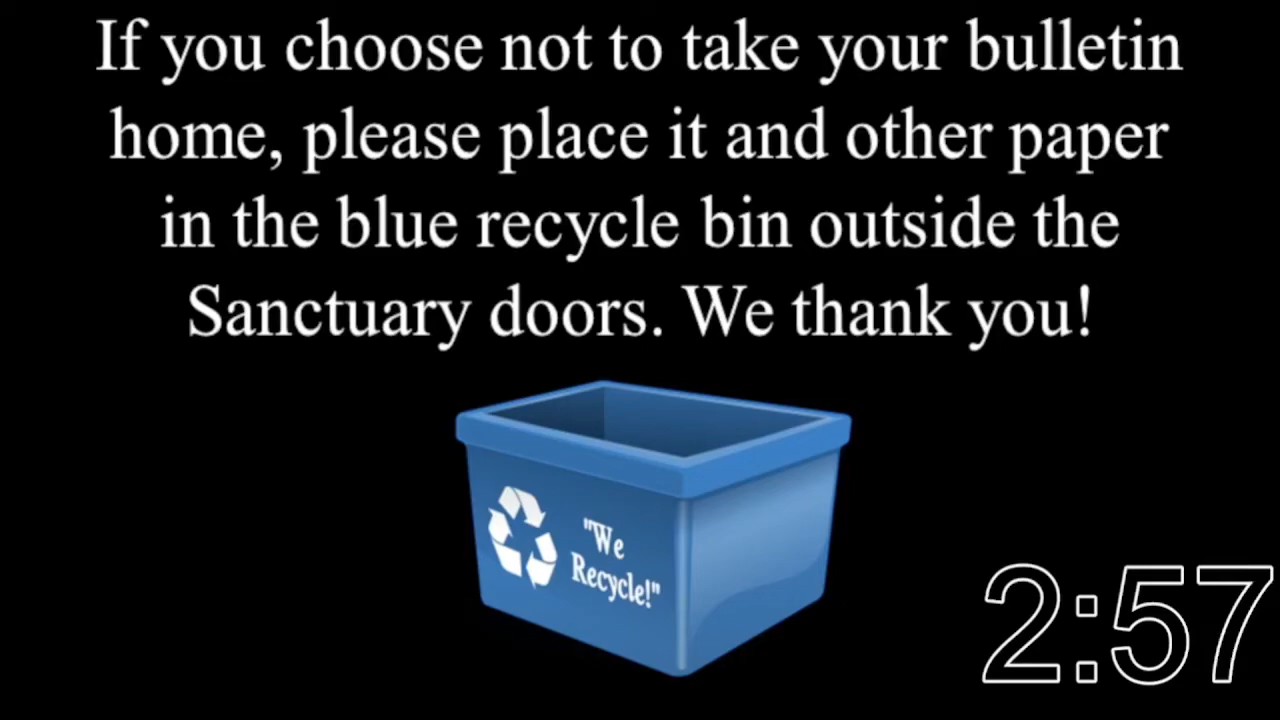 If you choose not to take your bulletin
home, please place it and other paper
in the blue recycle bin outside the
Sanctuary doors. We thank you!
"We
Recycle!"
2:57